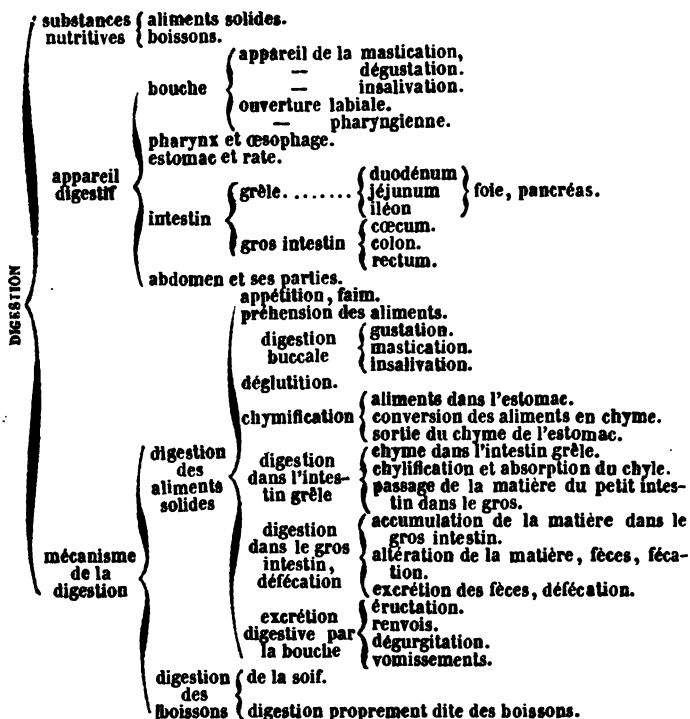 DIGESTION
substances
nutritives
aliments solides.
boissons.
appareil
digestif
bouche
appareil de la mastication,
— dégustation.
— insalivation.
ouverture labiale.
— pharyngienne.
pharynx et œsophage.
estomac et rate.
intestin
grêle........
duodénum
jéjunum
iléon
foie, pancréas.
gros intestin
cœcum.
colon.
rectum.
abdomen et ses parties.
mécanisme
de la
digestion
digestion
des
aliments
solides
appétition, faim.
préhension des aliments.
digestion
buccale
gustation.
mastication.
insalivation.
déglutition.
chymification
aliments dans l'estomac.
conversion des aliments en chyme.
sortie du chyme de l'estomac.
digestion
dans l'intes-
tin grêle
chyme dans l'intestin grêle.
chylification et absorption du chyle.
passage de la matière du petit intes-
tin dans le gros.
digestion
dans le gros
intestin,
défécation
accumulation de la matière dans le
gros intestin.
altération de la matière, fèces, féca-
tion.
excrétion des fèces, défécation.
excrétion
digestive par
la bouche
éructation.
renvois.
dégurgitation.
vomissements.
digestion
des
boissons
de la soif.
digestion proprement dite des boissons.